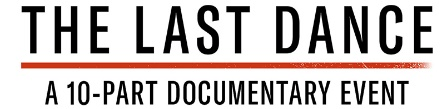 THE LAST DANCE
A 10-PART DOCUMENTARY EVENT